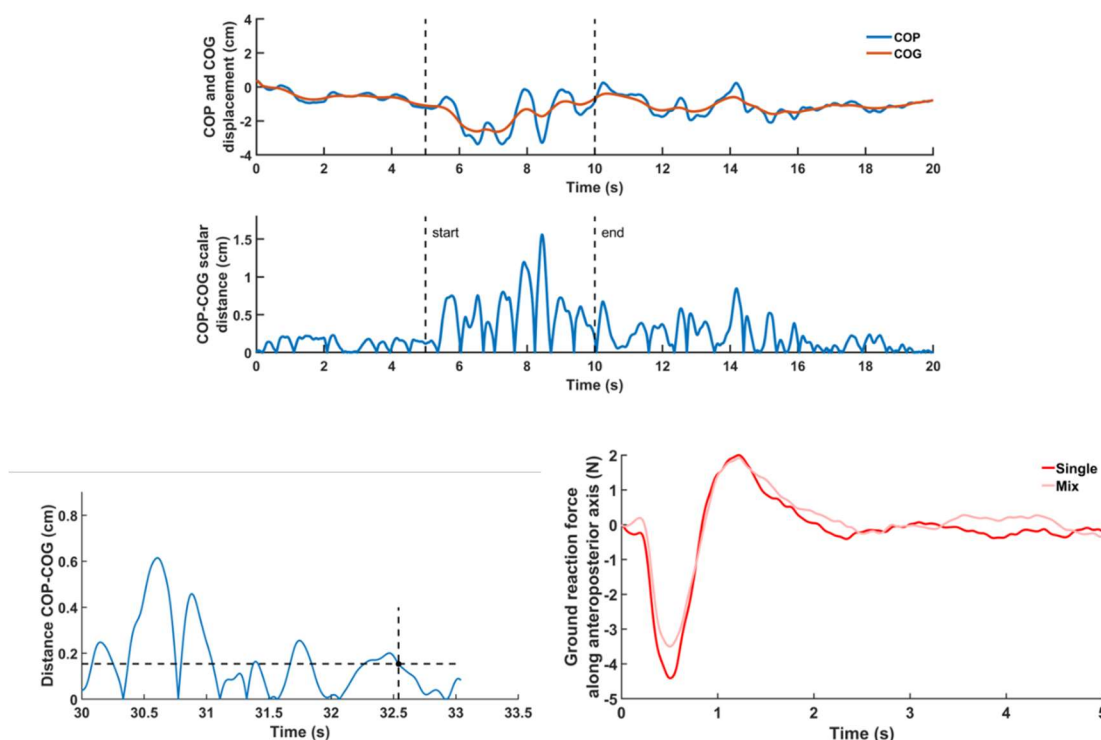 COP and COG
displacement (cm)
4
2
0
-2
-4
COP
COG
0 2 4 6 8 10 12 14 16 18 20
Time (s)
COP-COG scalar
distance (cm)
1.5
1
0.5
0
start
end
0 2 4 6 8 10 12 14 16 18 20
Time (s)
Distance COP-COG (cm)
0.8
0.6
0.4
0.2
0
30 30.5 31 31.5 32 32.5 33 33.5
Time (s)
Ground reaction force
along anteroposterior axis (N)
2
1
0
-1
-2
-3
-4
-5
Single
Mix
0 1 2 3 4 5
Time (s)